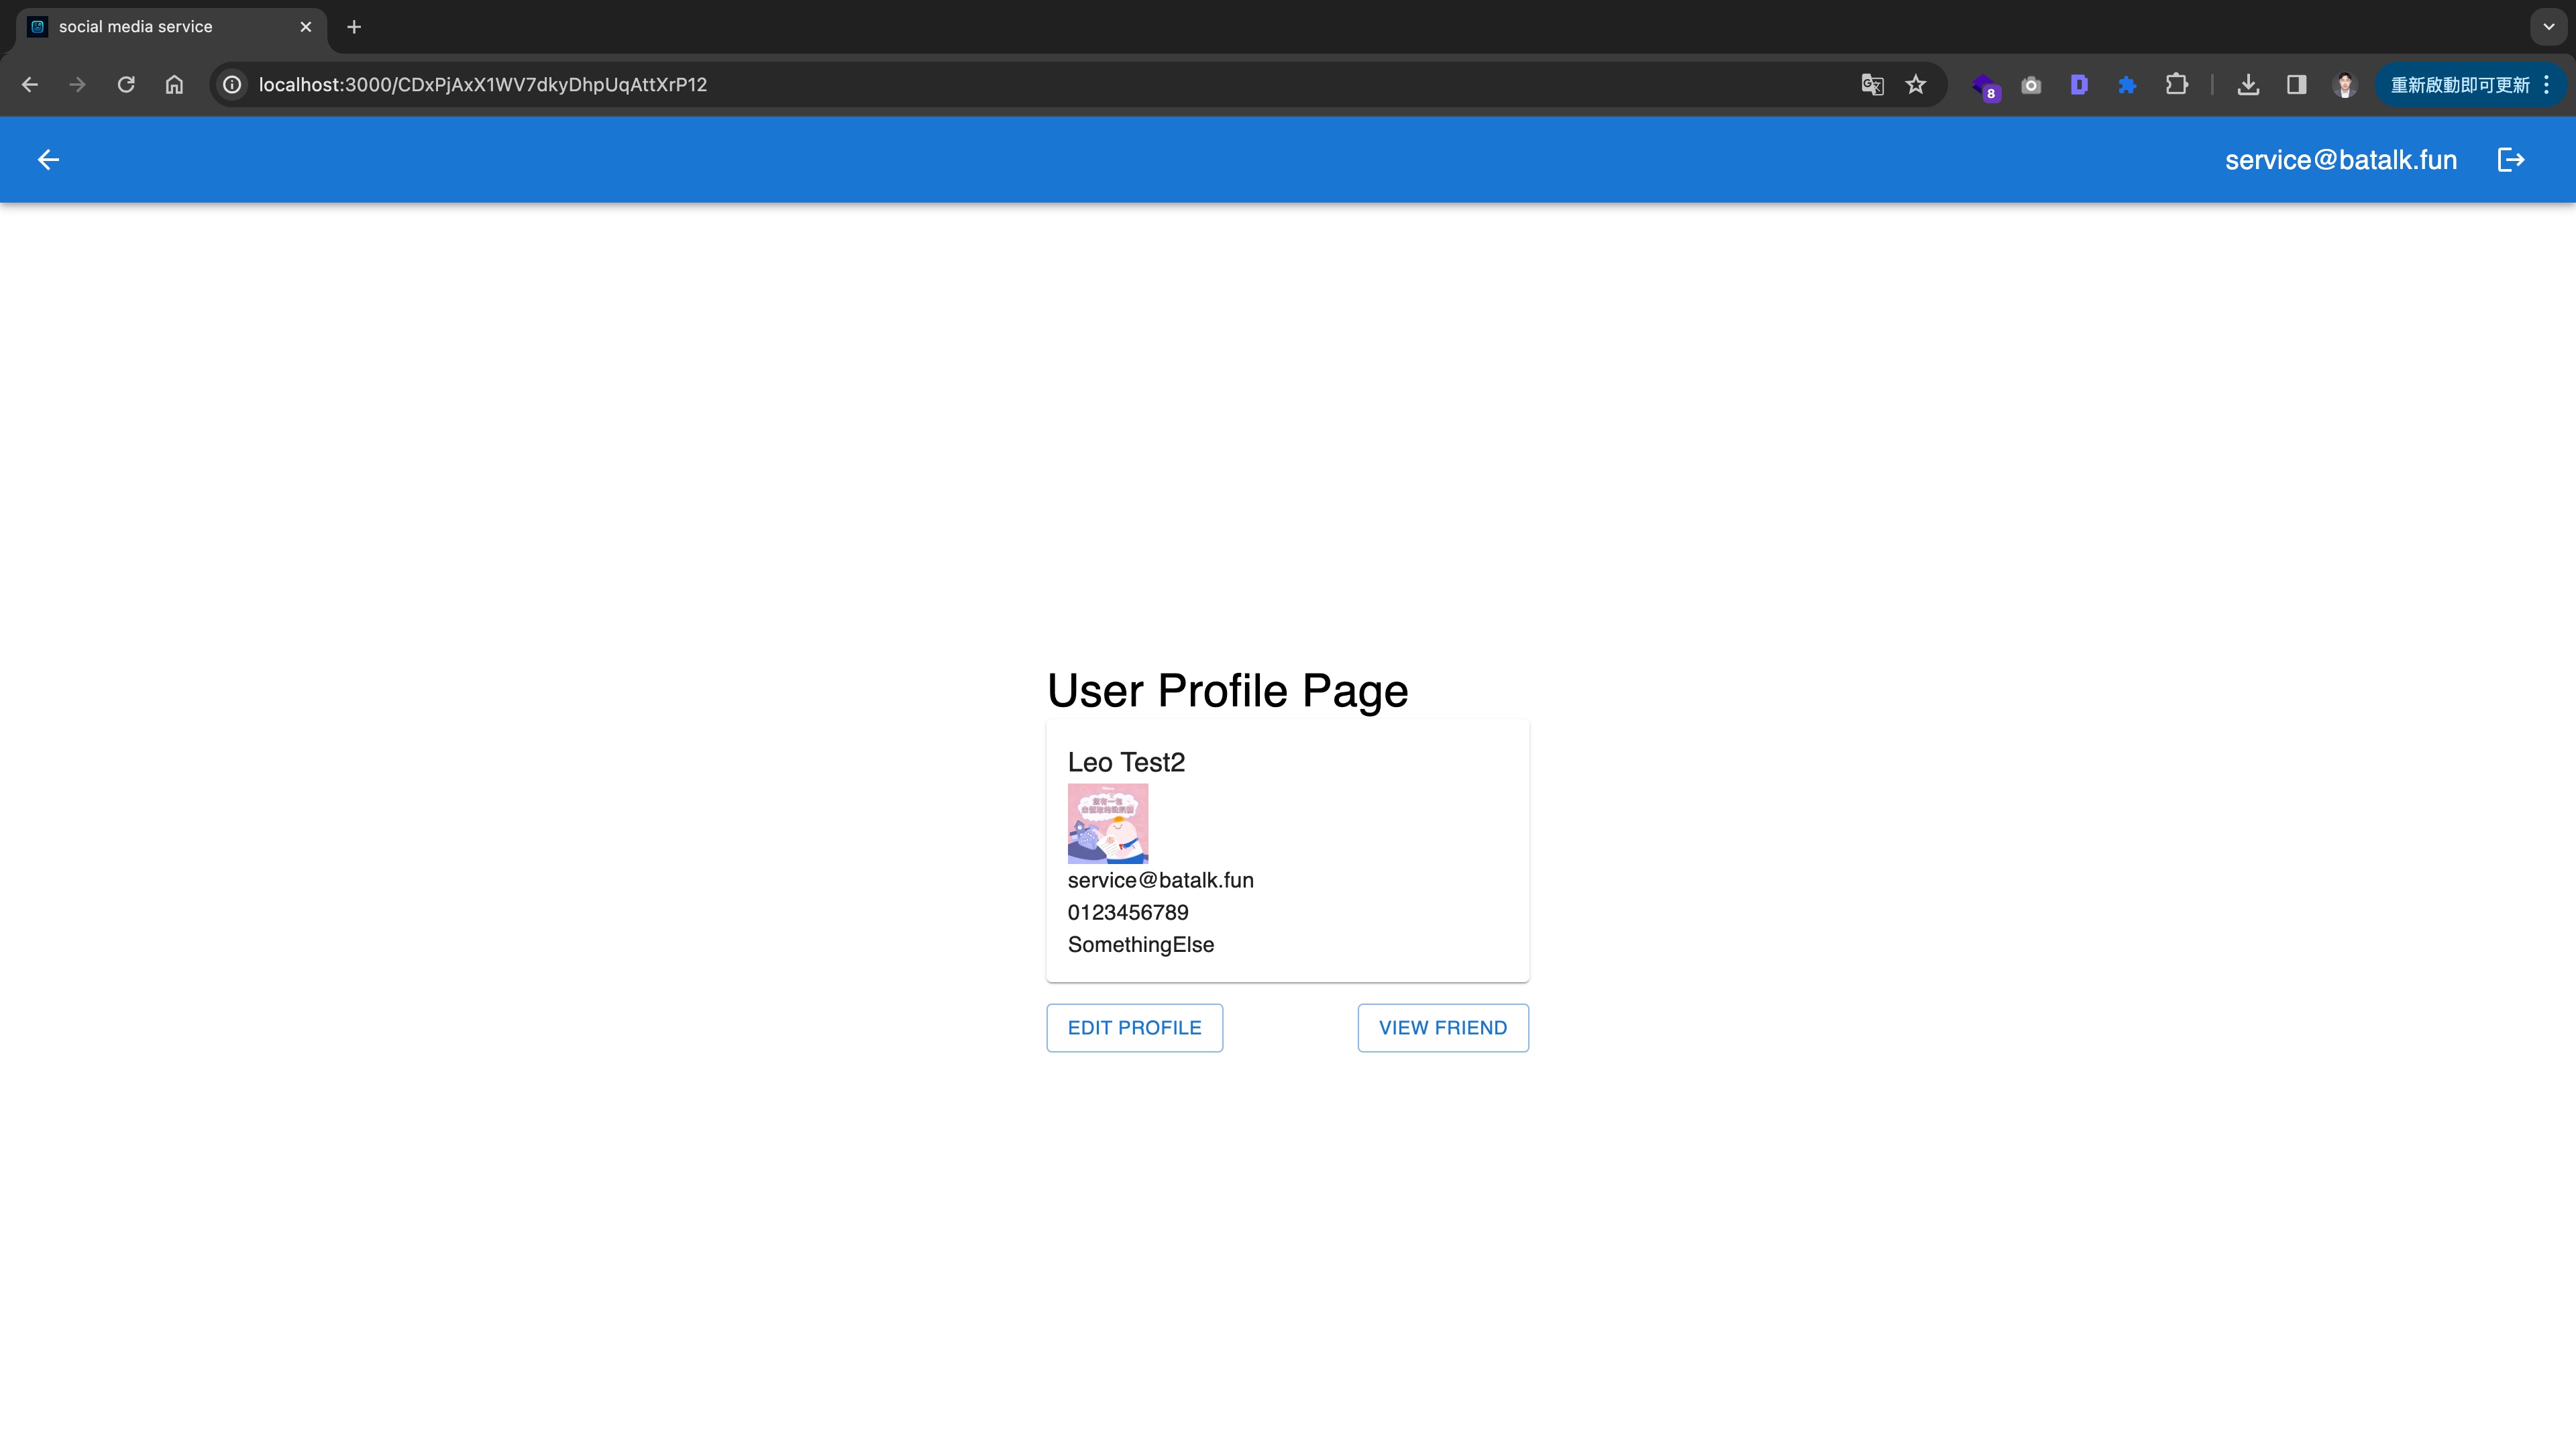 social media service
localhost:3000/CDxPjAxX1WV7dkyDhpUqAttXrP12
8
D
重新啟動即可更新
service@batalk.fun
User Profile Page
Leo Test2
service@batalk.fun
0123456789
SomethingElse
EDIT PROFILE
VIEW FRIEND